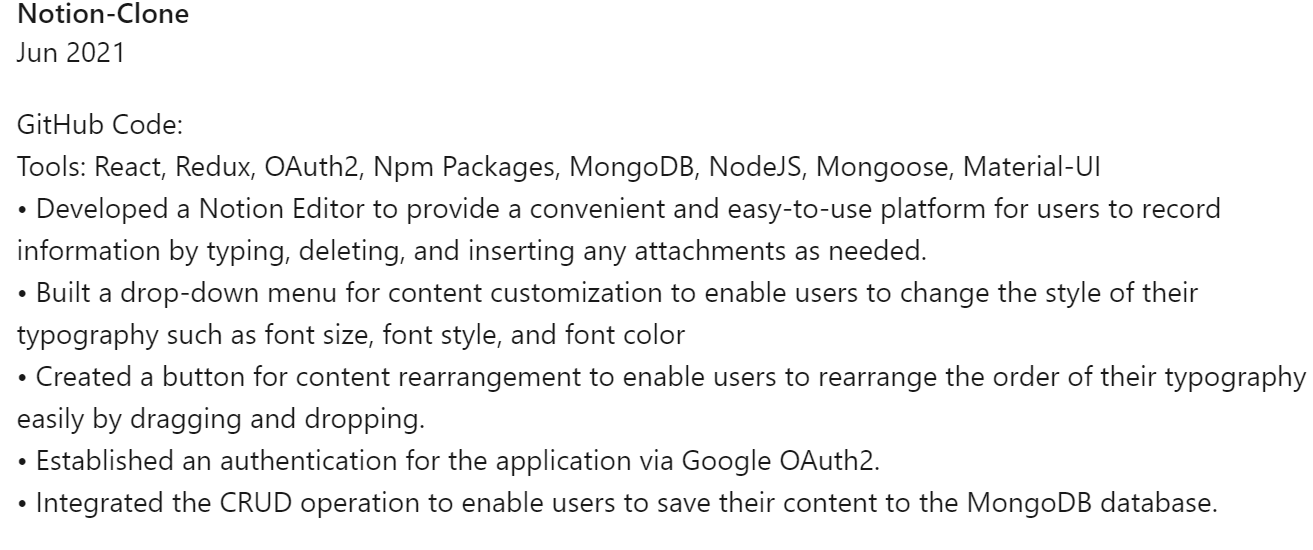 Notion-Clone
Jun 2021
GitHub Code:
Tools: React, Redux, OAuth2, Npm Packages, MongoDB, NodeJS, Mongoose, Material-UI
• Developed a Notion Editor to provide a convenient and easy-to-use platform for users to record
information by typing, deleting, and inserting any attachments as needed.
• Built a drop-down menu for content customization to enable users to change the style of their
typography such as font size, font style, and font color
• Created a button for content rearrangement to enable users to rearrange the order of their typography
easily by dragging and dropping.
• Established an authentication for the application via Google OAuth2.
• Integrated the CRUD operation to enable users to save their content to the MongoDB database.